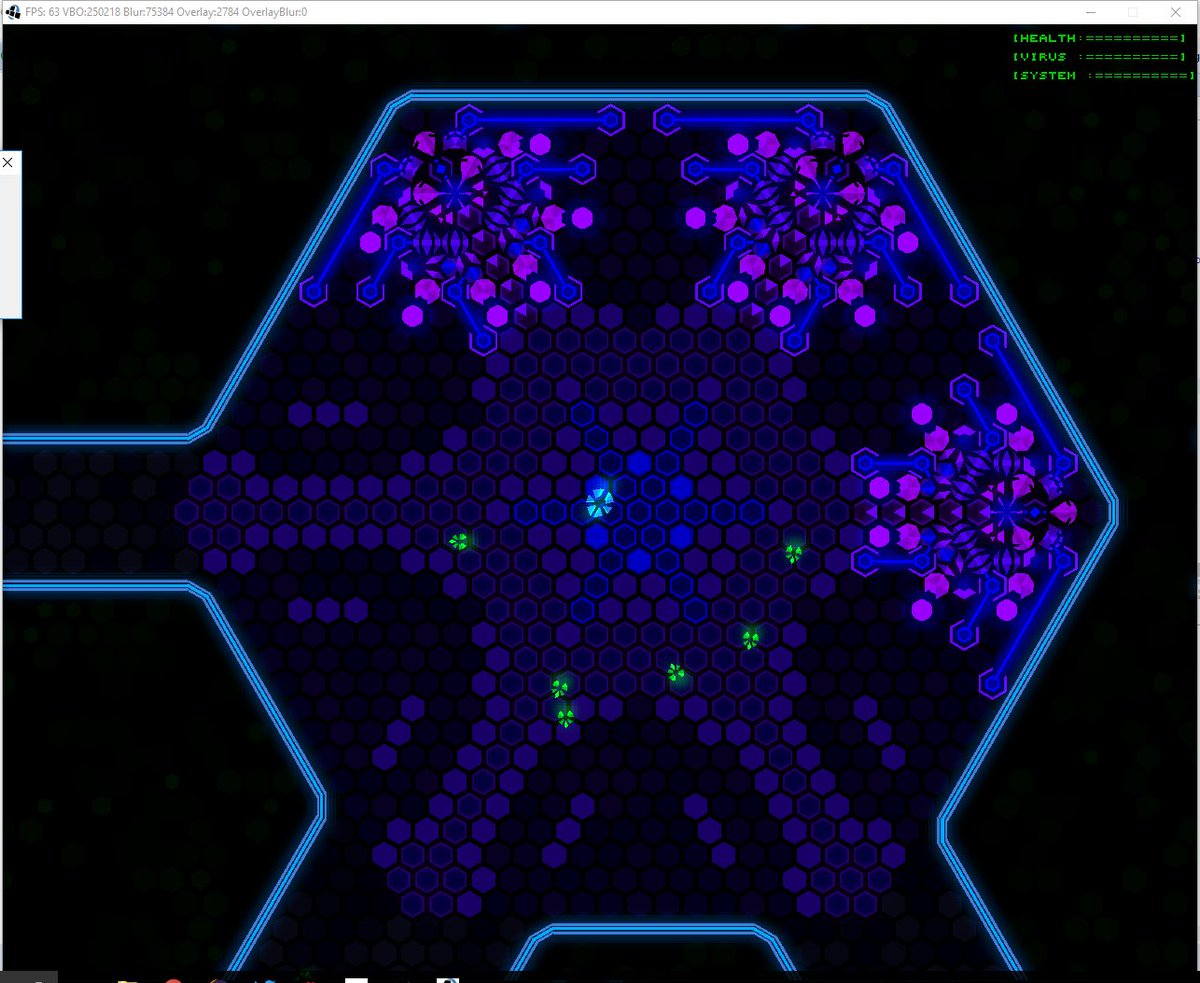 FPS: 63 VBO:250218 Blur:75384 Overlay:2784 OverlayBlur:0
[HEALTH:==========]
[VIRUS :==========]
[SYSTEM :==========]